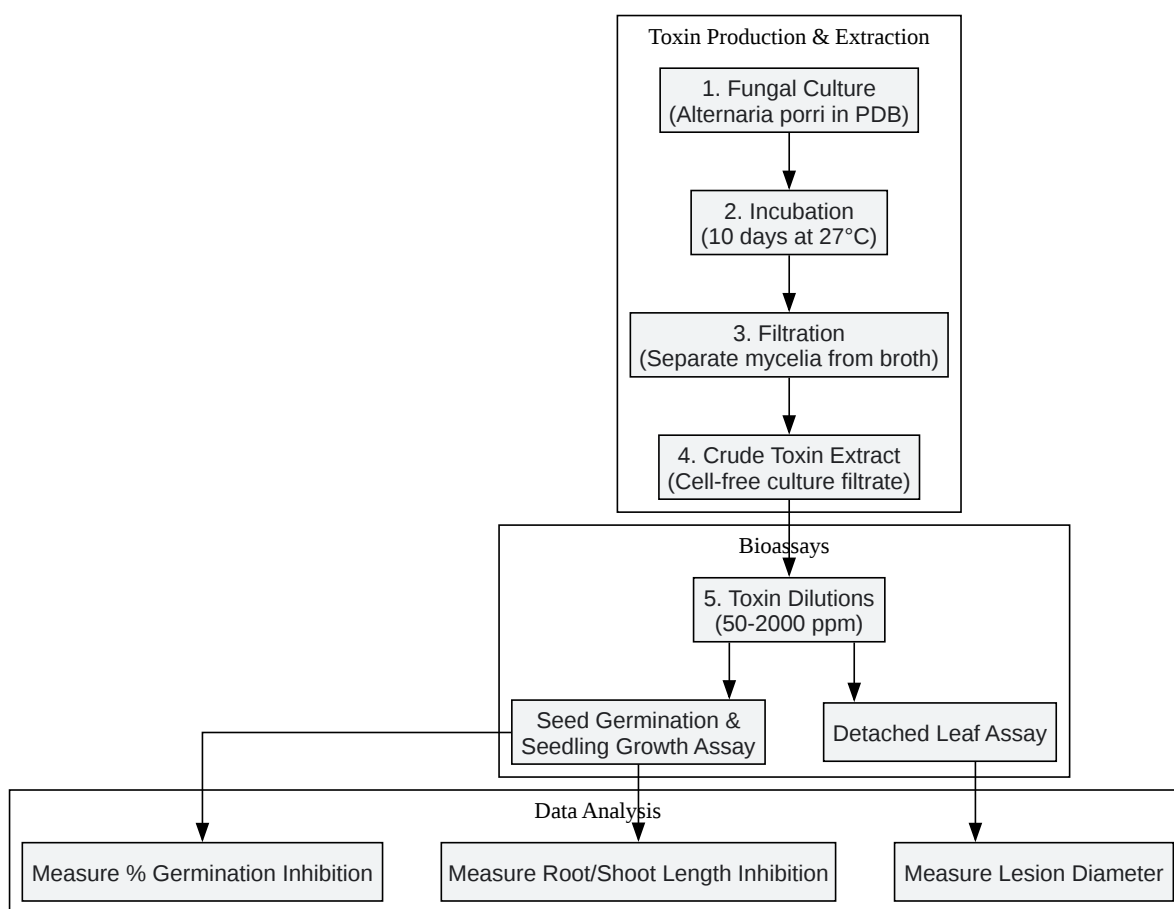 Toxin Production & Extraction
1. Fungal Culture
(Alternaria porri in PDB)
2. Incubation
(10 days at 27°C)
3. Filtration
(Separate mycelia from broth)
4. Crude Toxin Extract
(Cell-free culture filtrate)
Bioassays
5. Toxin Dilutions
(50-2000 ppm)
Seed Germination &
Seedling Growth Assay
Detached Leaf Assay
Data Analysis
Measure % Germination Inhibition
Measure Root/Shoot Length Inhibition
Measure Lesion Diameter